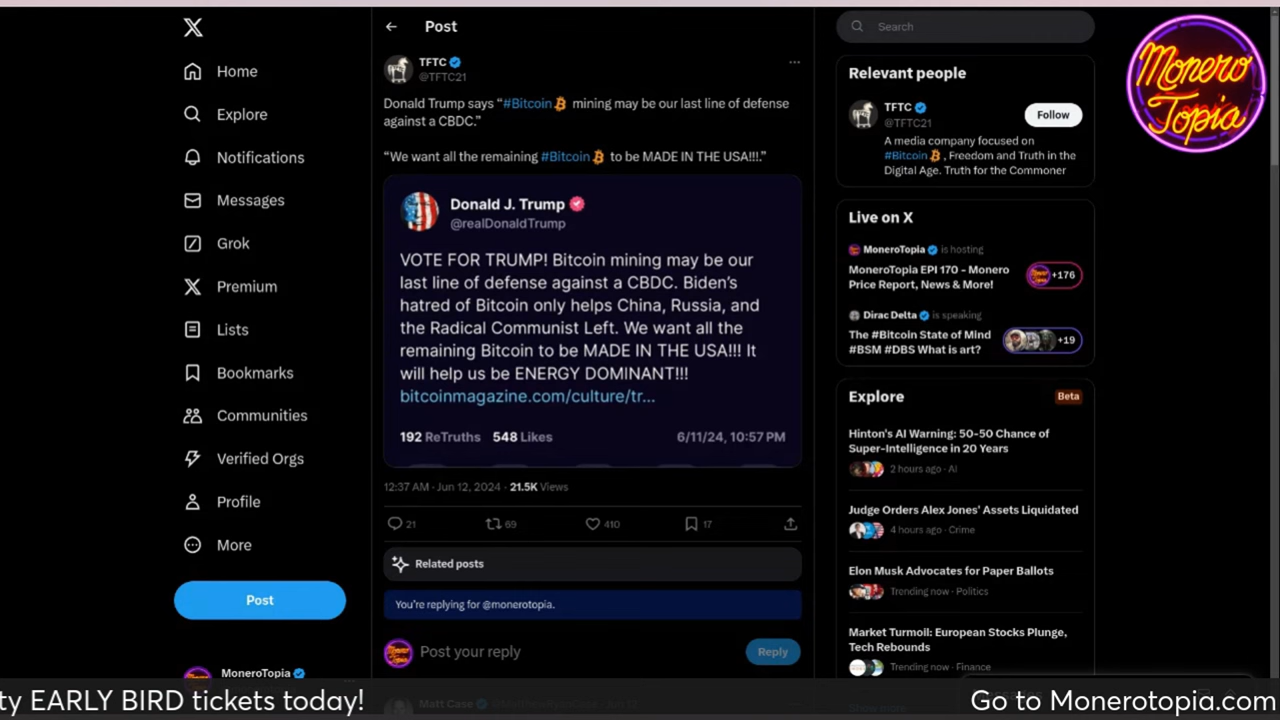 Post
TFTC
@TFTC21
Donald Trump says “#Bitcoin mining may be our last line of defense
against a CBDC.”
“We want all the remaining #Bitcoin to be MADE IN THE USA!!!.”
Donald J. Trump
@realDonaldTrump
VOTE FOR TRUMP! Bitcoin mining may be our
last line of defense against a CBDC. Biden’s
hatred of Bitcoin only helps China, Russia, and
the Radical Communist Left. We want all the
remaining Bitcoin to be MADE IN THE USA!!! It
will help us be ENERGY DOMINANT!!!
bitcoinmagazine.com/culture/tr...
192 ReTruths 548 Likes 6/11/24, 10:57 PM
12:37 AM · Jun 12, 2024 · 21.5K Views
21 69 410 17
Related posts
You’re replying for @monerotopia.
Post your reply
Reply
Matt Case
Home
Explore
Notifications
Messages
Grok
Premium
Lists
Bookmarks
Communities
Verified Orgs
Profile
More
Post
MoneroTopia
Search
Relevant people
TFTC
@TFTC21
Follow
A media company focused on
#Bitcoin , Freedom and Truth in the
Digital Age. Truth for the Commoner
Live on X
MoneroTopia is hosting
MoneroTopia EPI 170 - Monero
Price Report, News & More!
+176
Dirac Delta is speaking
The #Bitcoin State of Mind
#BSM #DBS What is art?
+19
Explore
Beta
Hinton's AI Warning: 50-50 Chance of
Super-Intelligence in 20 Years
2 hours ago · AI
Judge Orders Alex Jones' Assets Liquidated
4 hours ago · Crime
Elon Musk Advocates for Paper Ballots
Trending now · Politics
Market Turmoil: European Stocks Plunge,
Tech Rebounds
Trending now · Finance
Show more
Monero
Topia
ty EARLY BIRD tickets today!
Go to Monerotopia.com